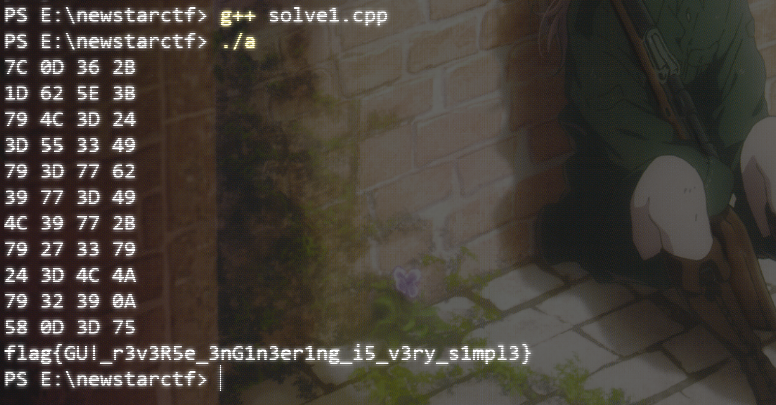 PS E:\newstarctf> g++ solve1.cpp
PS E:\newstarctf> ./a
7C 0D 36 2B
1D 62 5E 3B
79 4C 3D 24
3D 55 33 49
79 3D 77 62
39 77 3D 49
4C 39 77 2B
79 27 33 79
24 3D 4C 4A
79 32 39 0A
58 0D 3D 75
flag{GU!_r3v3R5e_3nG1n3er1ng_i5_v3ry_s1mpl3}
PS E:\newstarctf>